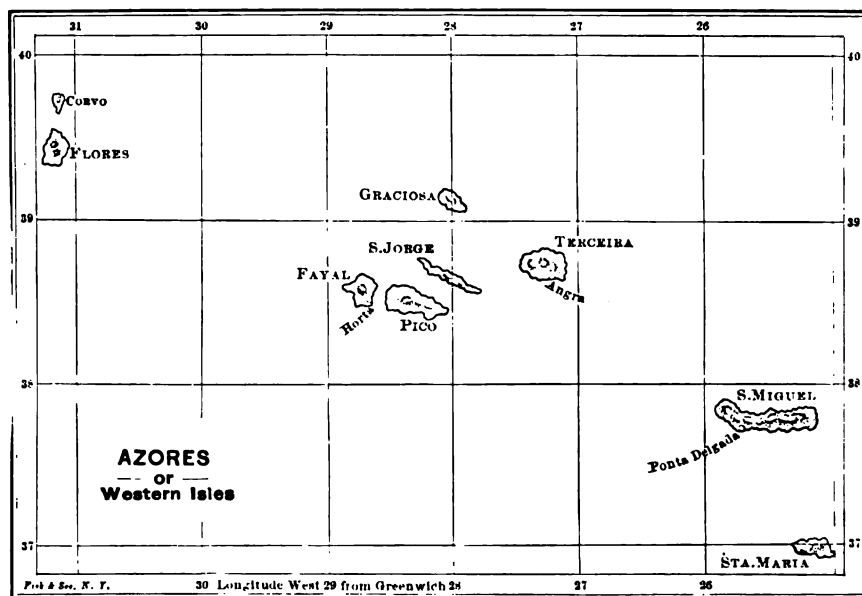 31 30 29 28 27 26
40 40
CORVO
FLORES
GRACIOSA
39 39
TERCEIRA
S. JORGE
FAYAL
Angra
Horta
PICO
38 38
S. MIGUEL
Ponta Delgada
AZORES
or
Western Isles
37 37
STA. MARIA
30 Longitude West 29 from Greenwich 28 27 26